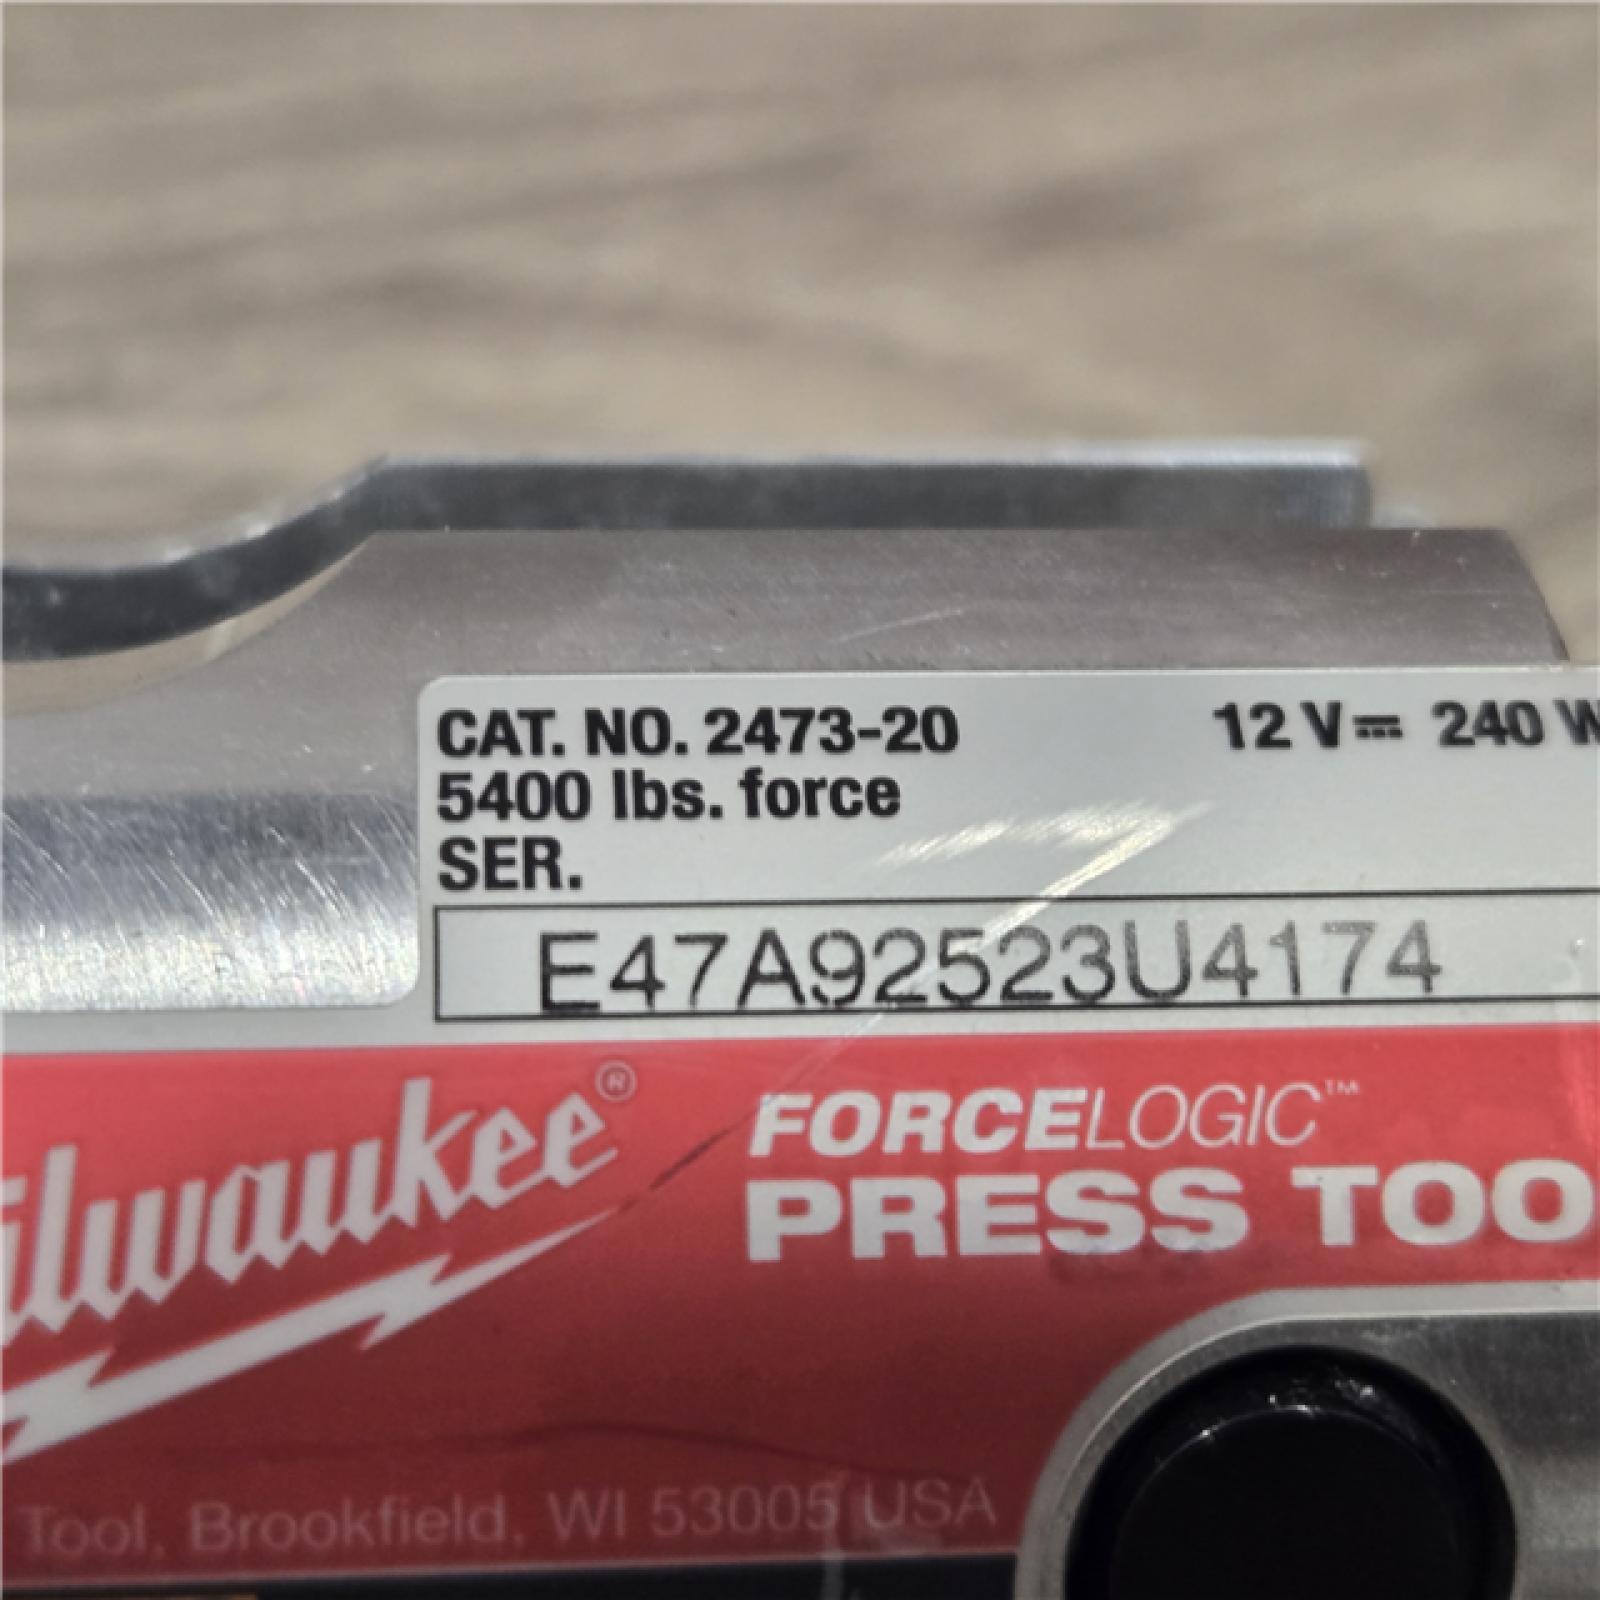 CAT. NO. 2473-20 12 V⎓ 240 W
5400 lbs. force
SER.
E47A92523U4174
ilwaukee®
FORCELOGIC™
PRESS TOO
Tool, Brookfield, WI 53005 USA